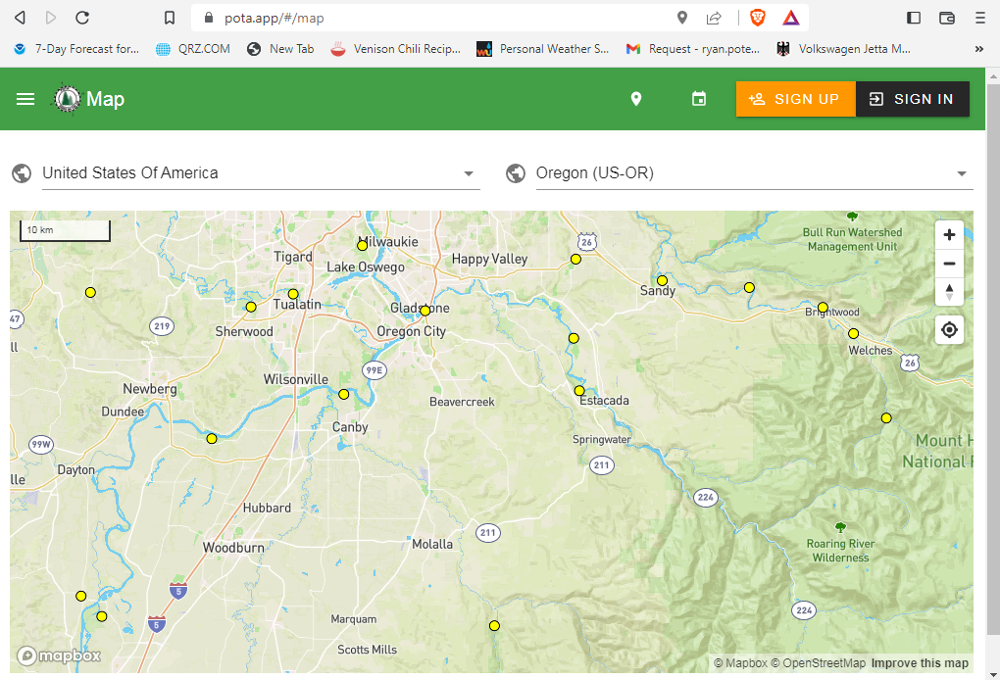 pota.app/#/map
7-Day Forecast for...
QRZ.COM
New Tab
Venison Chili Recip...
Personal Weather S...
Request - ryan.pote...
Volkswagen Jetta M...
»
Map
SIGN UP
SIGN IN
United States Of America
Oregon (US-OR)
10 km
Milwaukie
26
Bull Run Watershed
Management Unit
Tigard
Lake Oswego
Happy Valley
Sandy
Tualatin
Gladstone
Brightwood
47
219
Sherwood
Oregon City
ll
Welches
26
Wilsonville
99E
Newberg
Beavercreek
Estacada
Dundee
Canby
Springwater
Mount H
National F
99W
Dayton
211
lle
224
Hubbard
211
Woodburn
Molalla
Roaring River
Wilderness
5
224
5
Marquam
Scotts Mills
mapbox
© Mapbox © OpenStreetMap Improve this map